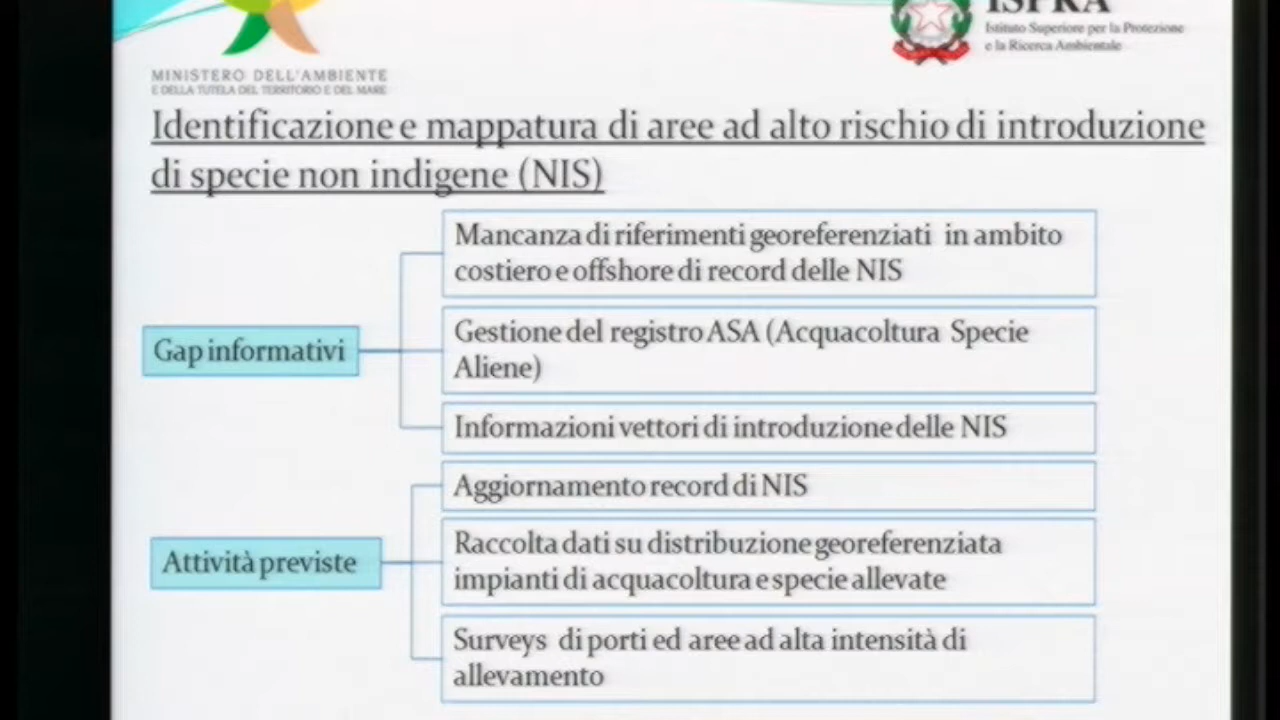 ISPRA
Istituto Superiore per la Protezione
e la Ricerca Ambientale
MINISTERO DELL'AMBIENTE
E DELLA TUTELA DEL TERRITORIO E DEL MARE
Identificazione e mappatura di aree ad alto rischio di introduzione
di specie non indigene (NIS)
Gap informativi
Mancanza di riferimenti georeferenziati in ambito
costiero e offshore di record delle NIS
Gestione del registro ASA (Acquacoltura Specie
Aliene)
Informazioni vettori di introduzione delle NIS
Attività previste
Aggiornamento record di NIS
Raccolta dati su distribuzione georeferenziata
impianti di acquacoltura e specie allevate
Surveys di porti ed aree ad alta intensità di
allevamento